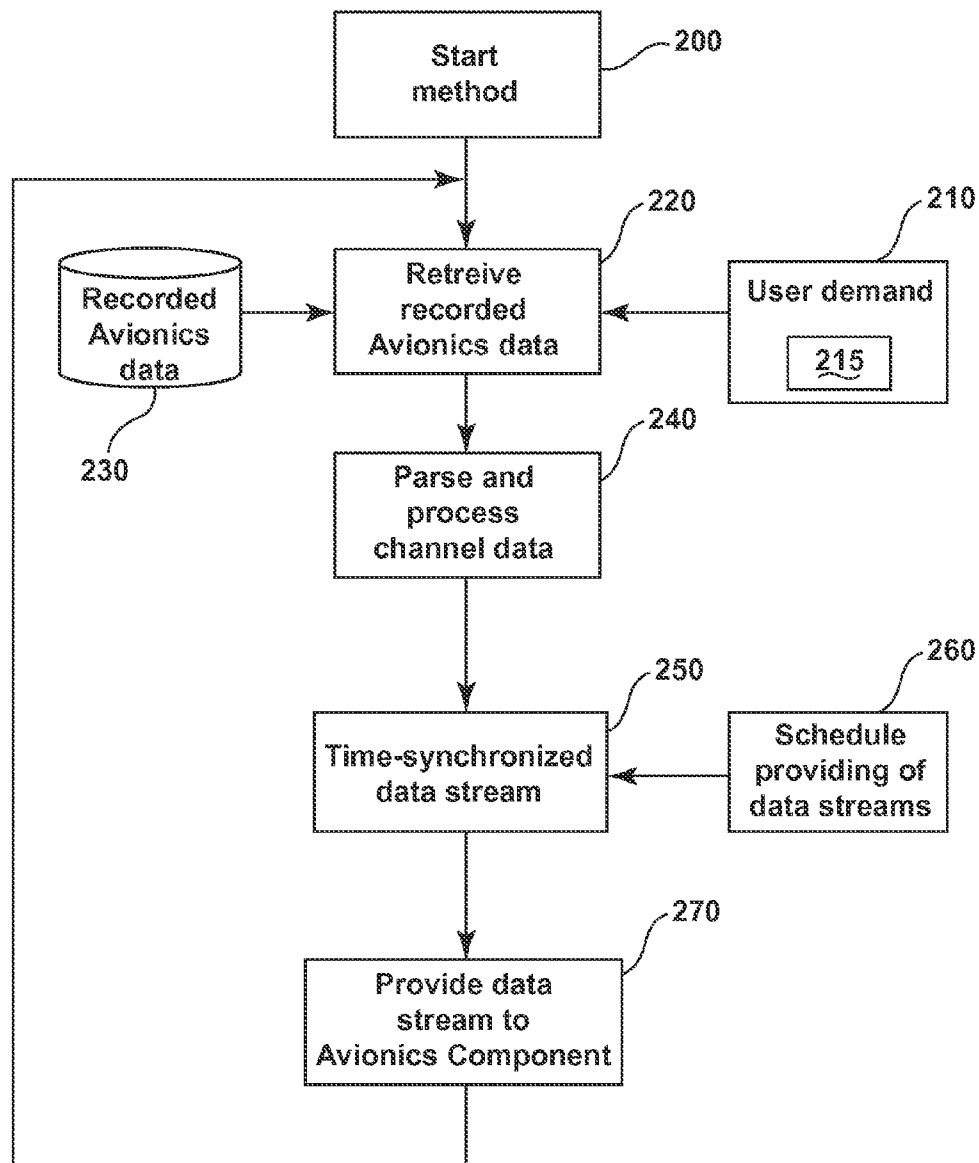 Start
method
200
220
210
Recorded
Avionics
data
Retreive
recorded
Avionics data
User demand
215
230
240
Parse and
process
channel data
250
260
Time-synchronized
data stream
Schedule
providing of
data streams
270
Provide data
stream to
Avionics Component